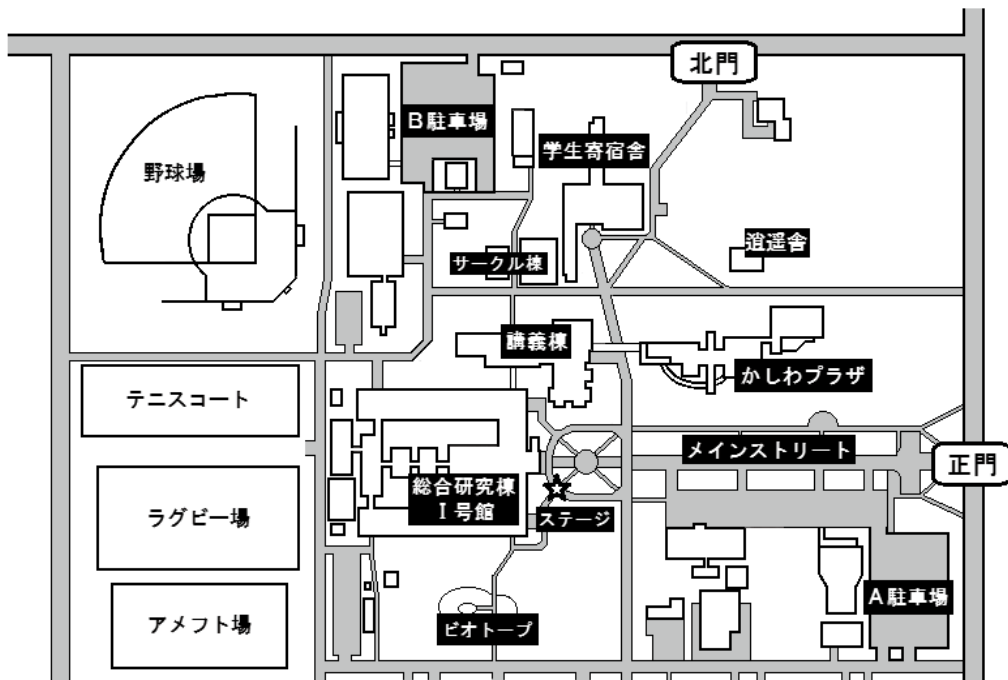 北門
B駐車場
学生寄宿舎
野球場
逍遥舎
サークル棟
講義棟
かしわプラザ
テニスコート
メインストリート
正門
総合研究棟
Ⅰ号館
ステージ
ラグビー場
A駐車場
アメフト場
ビオトープ